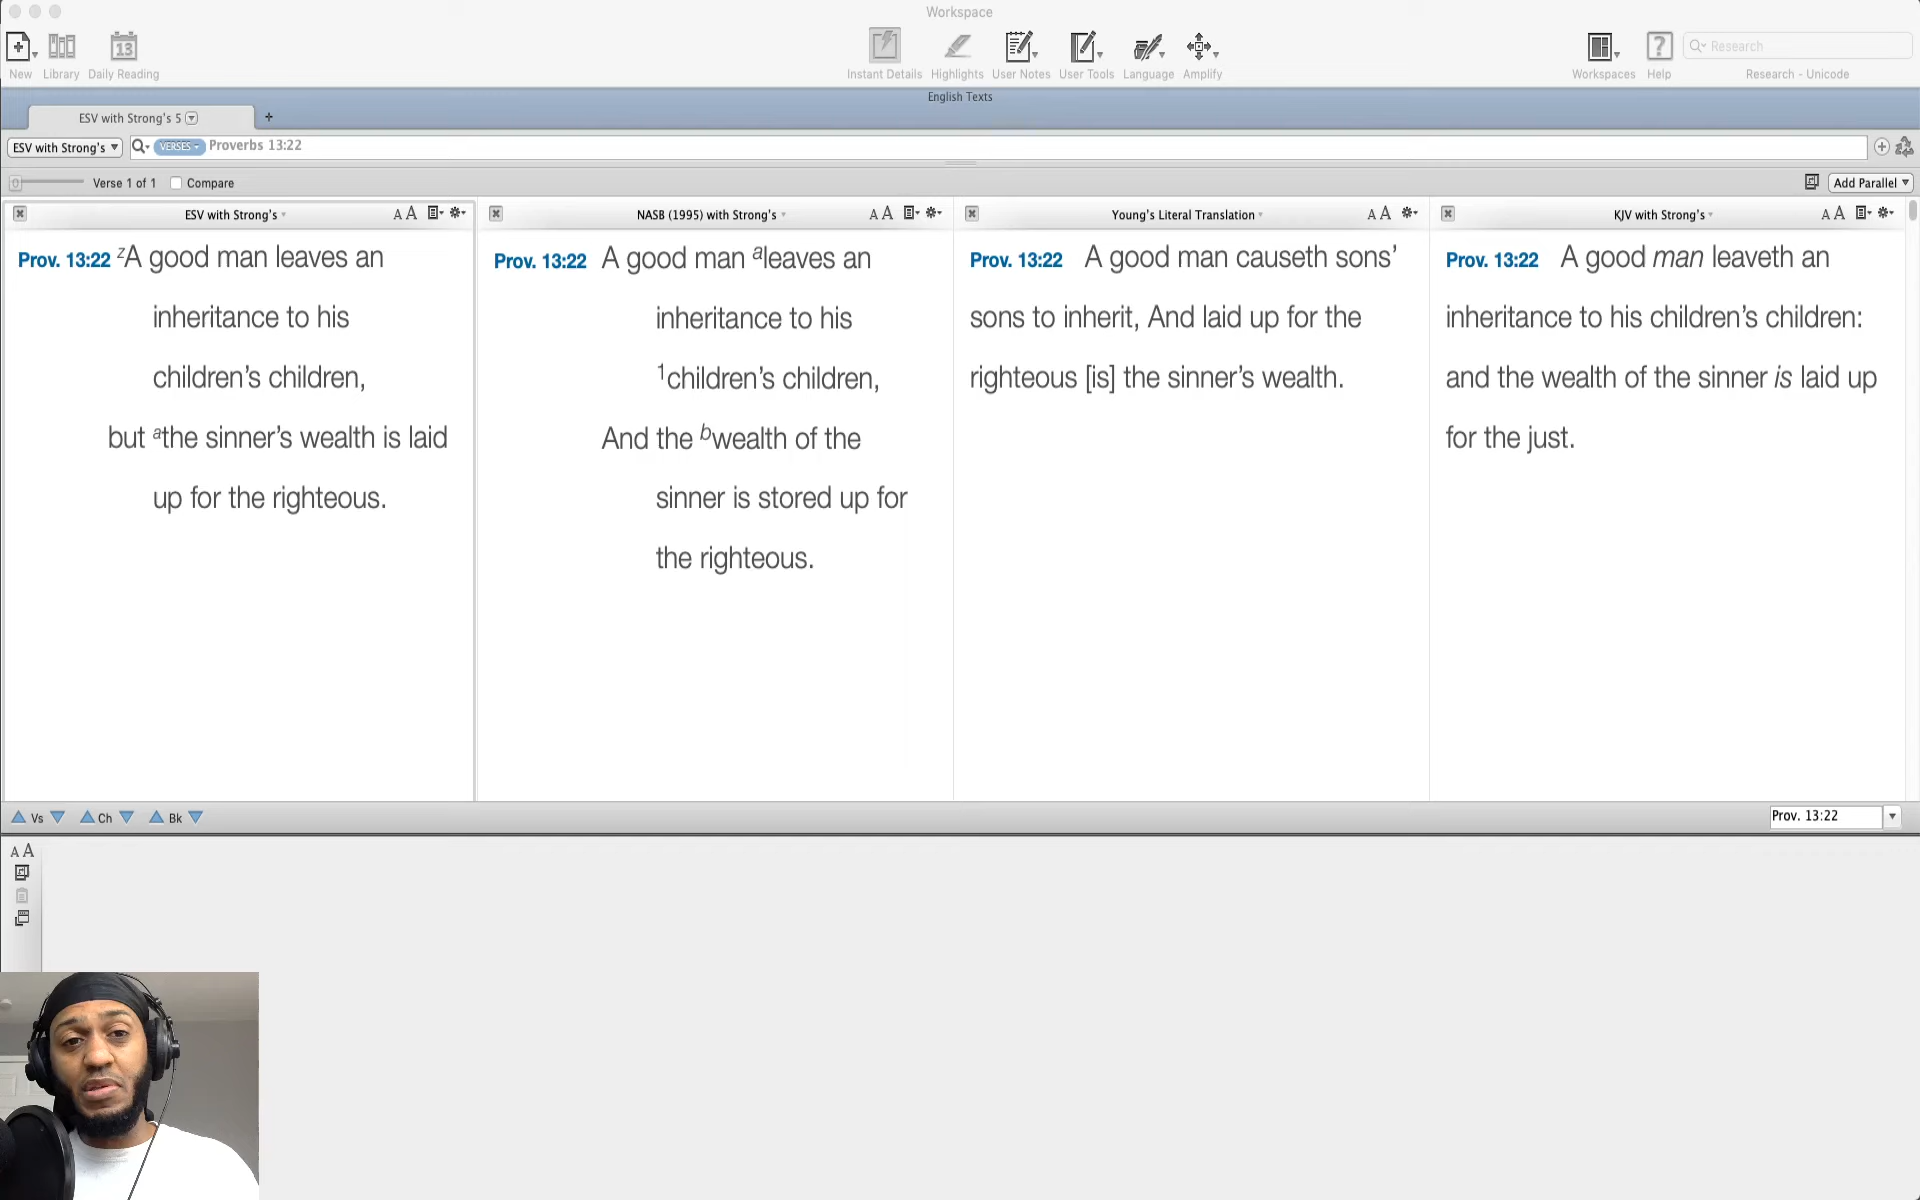 Workspace
New
Library
Daily Reading
13
Instant Details
Highlights
User Notes
User Tools
Language
Amplify
Workspaces
Help
Research
Research - Unicode
English Texts
ESV with Strong's 5
+
ESV with Strong's
VERSES
Proverbs 13:22
0
Verse 1 of 1
Compare
Add Parallel
ESV with Strong's
A A
Prov. 13:22 zA good man leaves an
inheritance to his
children's children,
but athe sinner's wealth is laid
up for the righteous.
NASB (1995) with Strong's
A A
Prov. 13:22 A good man aleaves an
inheritance to his
1children's children,
And the bwealth of the
sinner is stored up for
the righteous.
Young's Literal Translation
A A
Prov. 13:22 A good man causeth sons'
sons to inherit, And laid up for the
righteous [is] the sinner's wealth.
KJV with Strong's
A A
Prov. 13:22 A good man leaveth an
inheritance to his children's children:
and the wealth of the sinner is laid up
for the just.
Vs
Ch
Bk
Prov. 13:22
A A